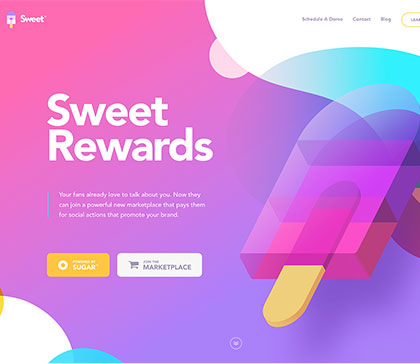 Sweet
Schedule A Demo
Contact
Blog
LEAR
Sweet
Rewards
Your fans already love to talk about you. Now they
can join a powerful new marketplace that pays them
for social actions that promote your brand.
POWERED BY
SUGAR™
JOIN THE
MARKETPLACE